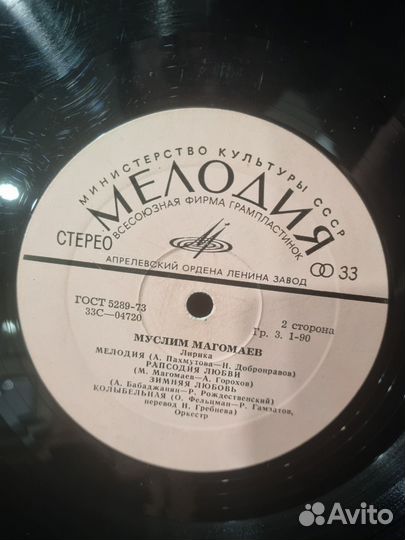 МИНИСТЕРСТВО КУЛЬТУРЫ СССР
МЕЛОДИЯ
ВСЕСОЮЗНАЯ ФИРМА ГРАМПЛАСТИНОК
СТЕРЕО
33
АПРЕЛЕВСКИЙ ОРДЕНА ЛЕНИНА ЗАВОД
ГОСТ 5289-73
33С—04720
2 сторона
Гр. 3. 1-90
МУСЛИМ МАГОМАЕВ
Лирика
МЕЛОДИЯ (А. Пахмутова—Н. Добронравов)
РАПСОДИЯ ЛЮБВИ
(М. Магомаев—А. Горохов)
ЗИМНЯЯ ЛЮБОВЬ
(А. Бабаджанян—Р. Рождественский)
КОЛЫБЕЛЬНАЯ (О. Фельцман—Р. Гамзатов,
перевод Н. Гребнева)
Оркестр
Avito